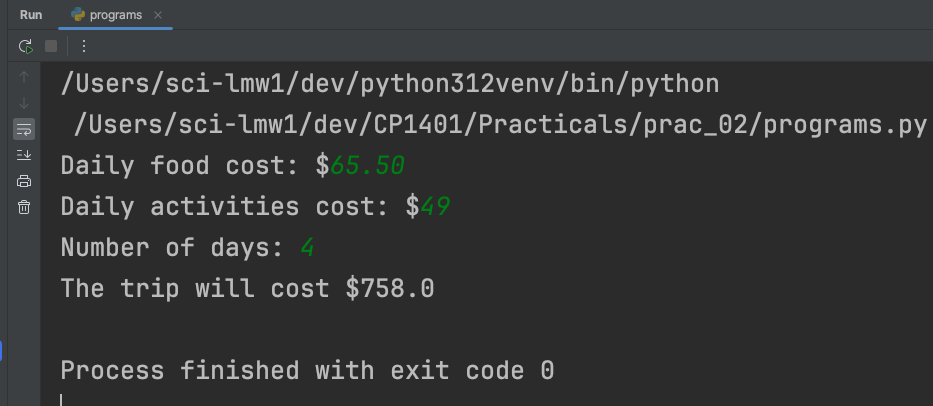 Run programs
/Users/sci-lmw1/dev/python312venv/bin/python
/Users/sci-lmw1/dev/CP1401/Practicals/prac_02/programs.py
Daily food cost: $65.50
Daily activities cost: $49
Number of days: 4
The trip will cost $758.0
Process finished with exit code 0